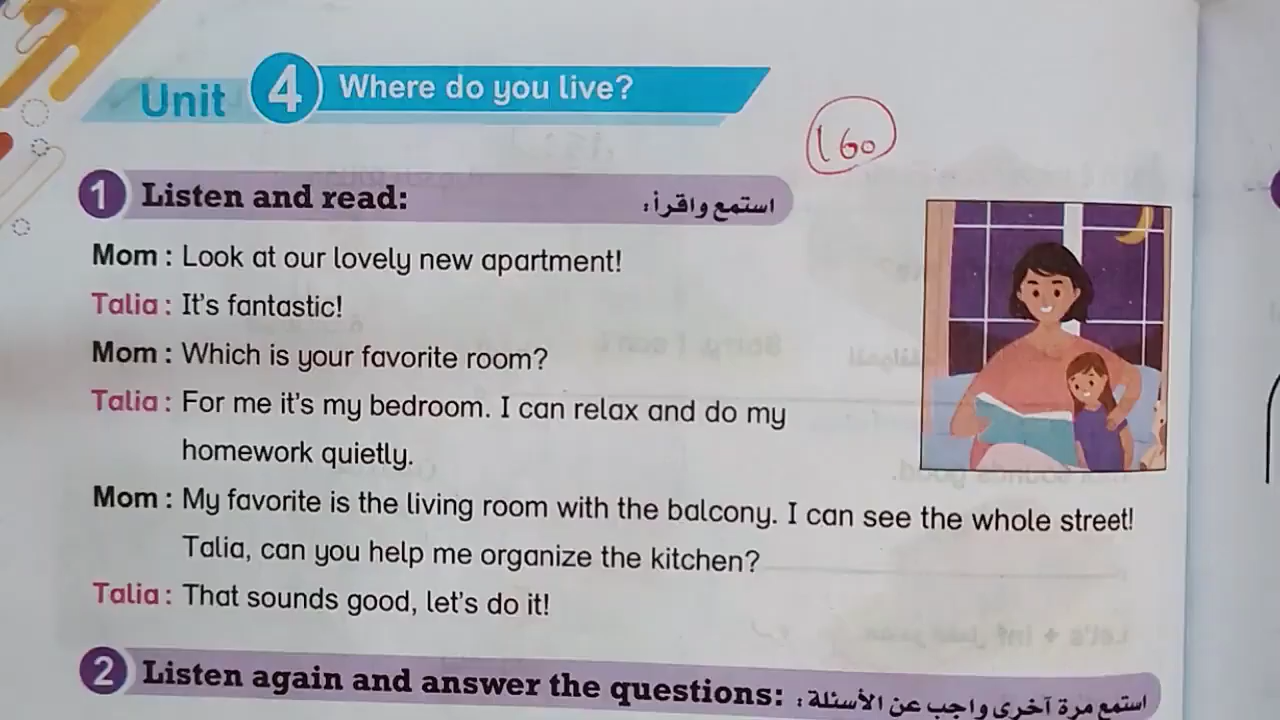 Unit 4 Where do you live?
160
1 Listen and read: استمع واقرأ:
Mom : Look at our lovely new apartment!
Talia : It's fantastic!
Mom : Which is your favorite room?
Talia : For me it's my bedroom. I can relax and do my
homework quietly.
Mom : My favorite is the living room with the balcony. I can see the whole street!
Talia, can you help me organize the kitchen?
Talia : That sounds good, let's do it!
2 Listen again and answer the questions: استمع مرة آخرى واجب عن الأسئلة :